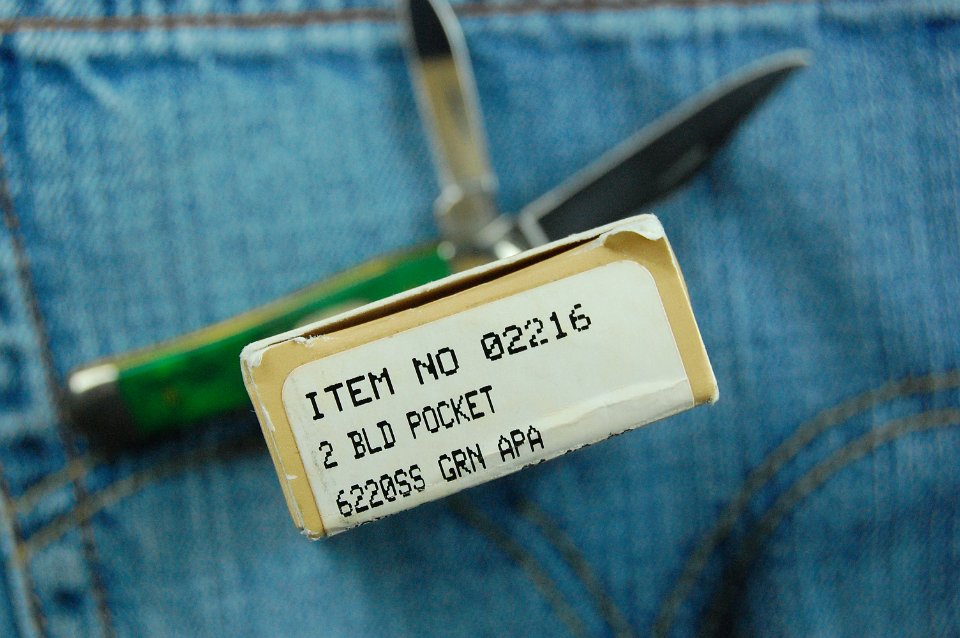 ITEM NO 02216
2 BLD POCKET
6220SS GRN APA